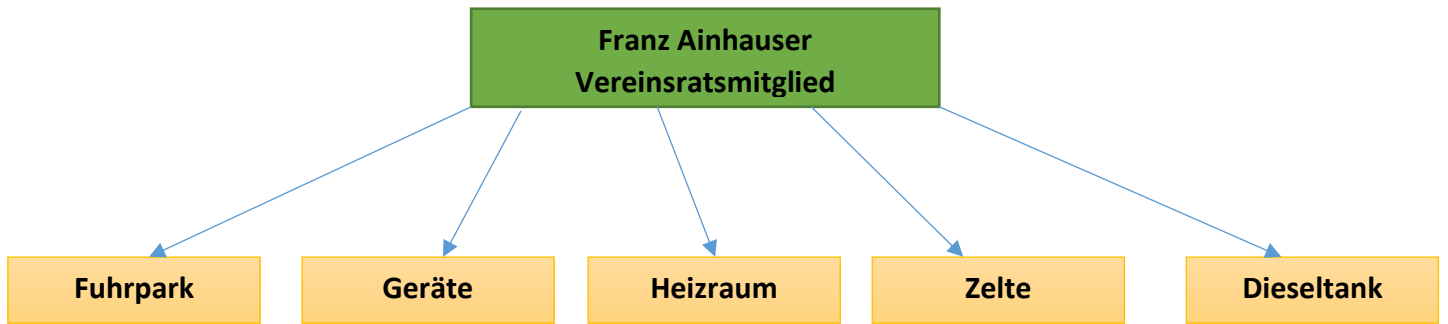 Franz Ainhauser
Vereinsratsmitglied
Fuhrpark
Geräte
Heizraum
Zelte
Dieseltank